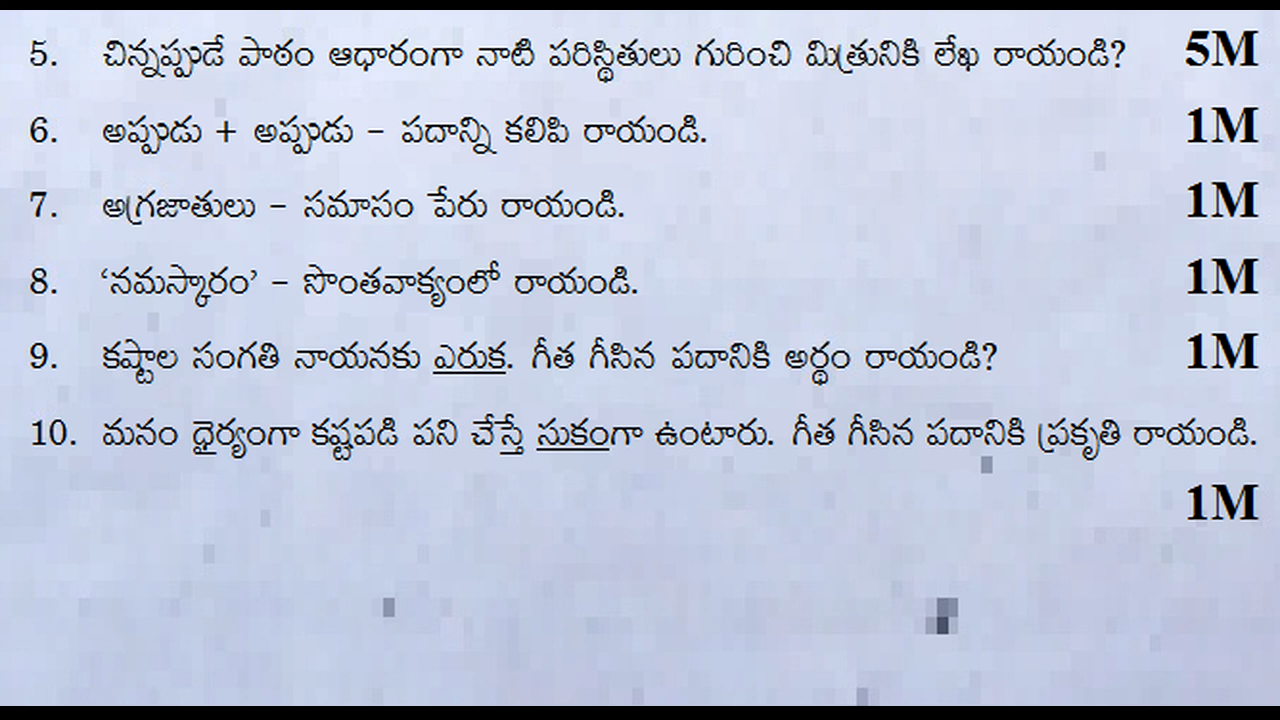 5. చిన్నప్పుడే పాఠం ఆధారంగా నాటి పరిస్థితులు గురించి మిత్రునికి లేఖ రాయండి? 5M
6. అప్పుడు + అప్పుడు – పదాన్ని కలిపి రాయండి. 1M
7. అగ్రజాతులు – సమాసం పేరు రాయండి. 1M
8. ‘నమస్కారం’ – సొంతవాక్యంలో రాయండి. 1M
9. కష్టాల సంగతి నాయనకు ఎరుక. గీత గీసిన పదానికి అర్థం రాయండి? 1M
10. మనం ధైర్యంగా కష్టపడి పని చేస్తే సుకంగా ఉంటారు. గీత గీసిన పదానికి ప్రకృతి రాయండి.
1M